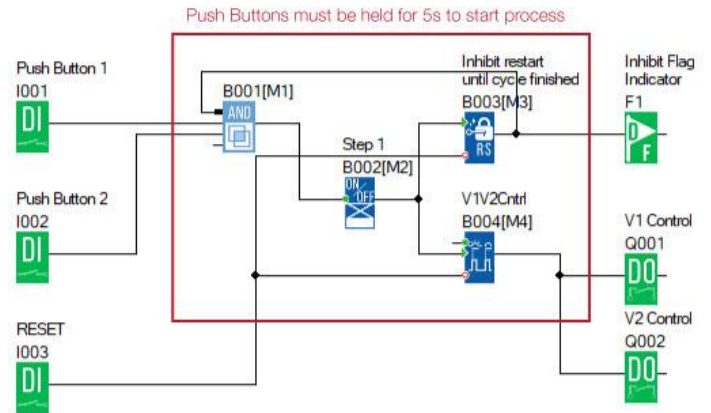 Push Buttons must be held for 5s to start process
Push Button 1
I001
DI
B001[M1]
AND
Inhibit restart
until cycle finished
B003[M3]
RS
Inhibit Flag
Indicator
F1
D
F
Step 1
B002[M2]
ON/
OFF
Push Button 2
I002
DI
V1V2Cntrl
B004[M4]
V1 Control
Q001
DO
V2 Control
Q002
DO
RESET
I003
DI